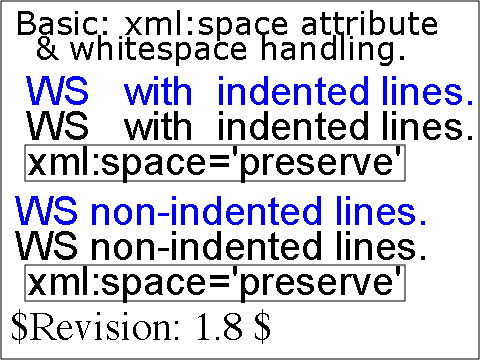 Basic: xml:space attribute
& whitespace handling.
WS   with  indented lines.
WS   with  indented lines.
xml:space='preserve'
WS non-indented lines.
WS non-indented lines.
xml:space='preserve'
$Revision: 1.8 $